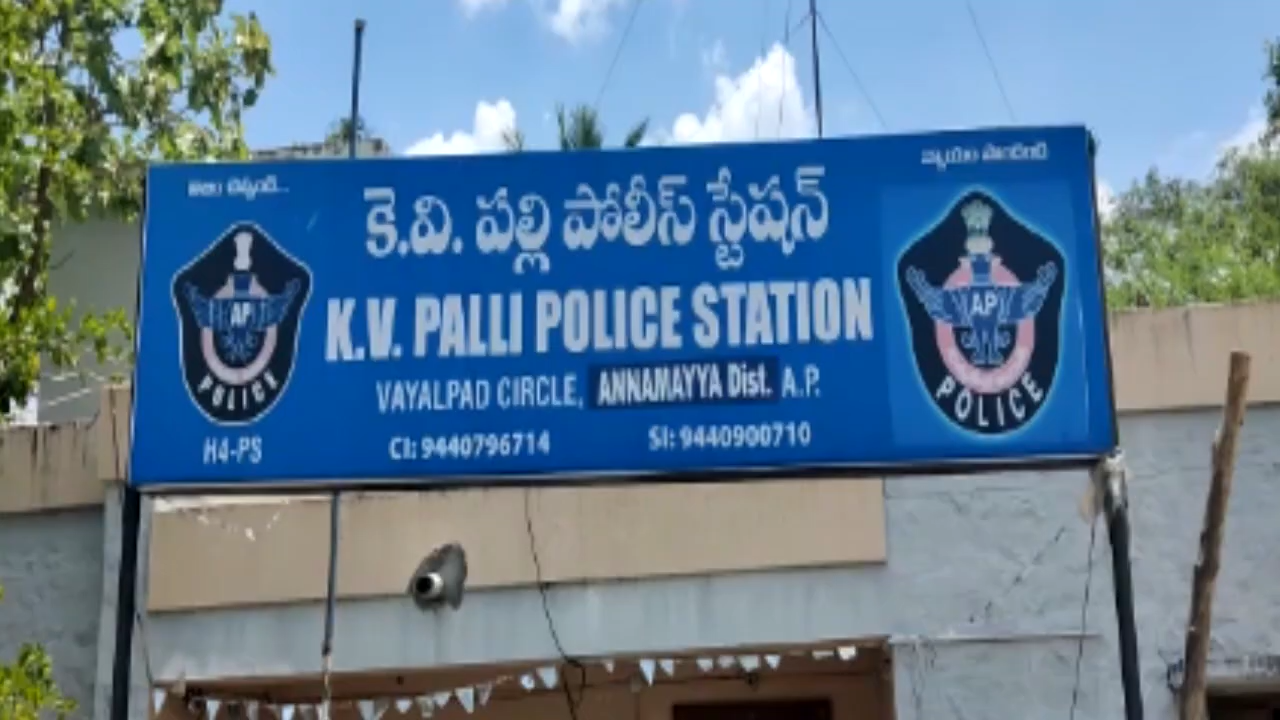 కె.వి. పల్లి పోలీస్ స్టేషన్
K.V. PALLI POLICE STATION
VAYALPAD CIRCLE, ANNAMAYYA Dist. A.P.
CI: 9440796714 SI: 9440900710
AP
POLICE
H4-PS
AP
POLICE